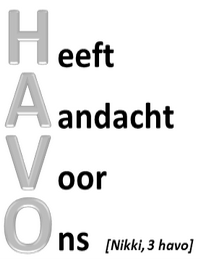 Heeft
Aandacht
Voor
Ons [Nikki, 3 havo]